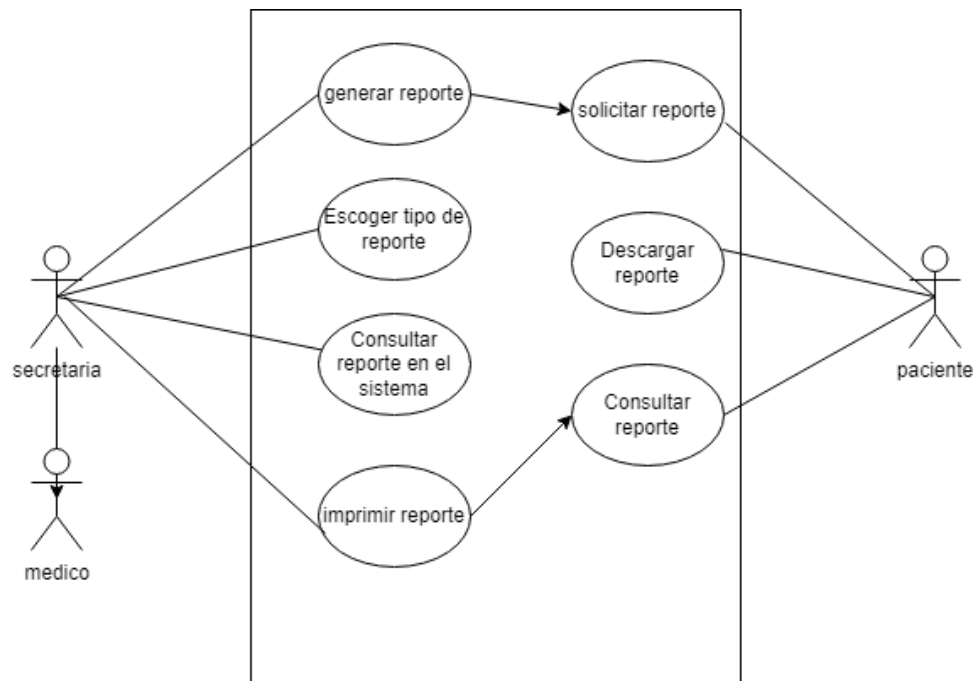 generar reporte
solicitar reporte
Escoger tipo de
reporte
Descargar
reporte
Consultar
reporte en el
sistema
secretaria
paciente
Consultar
reporte
imprimir reporte
medico